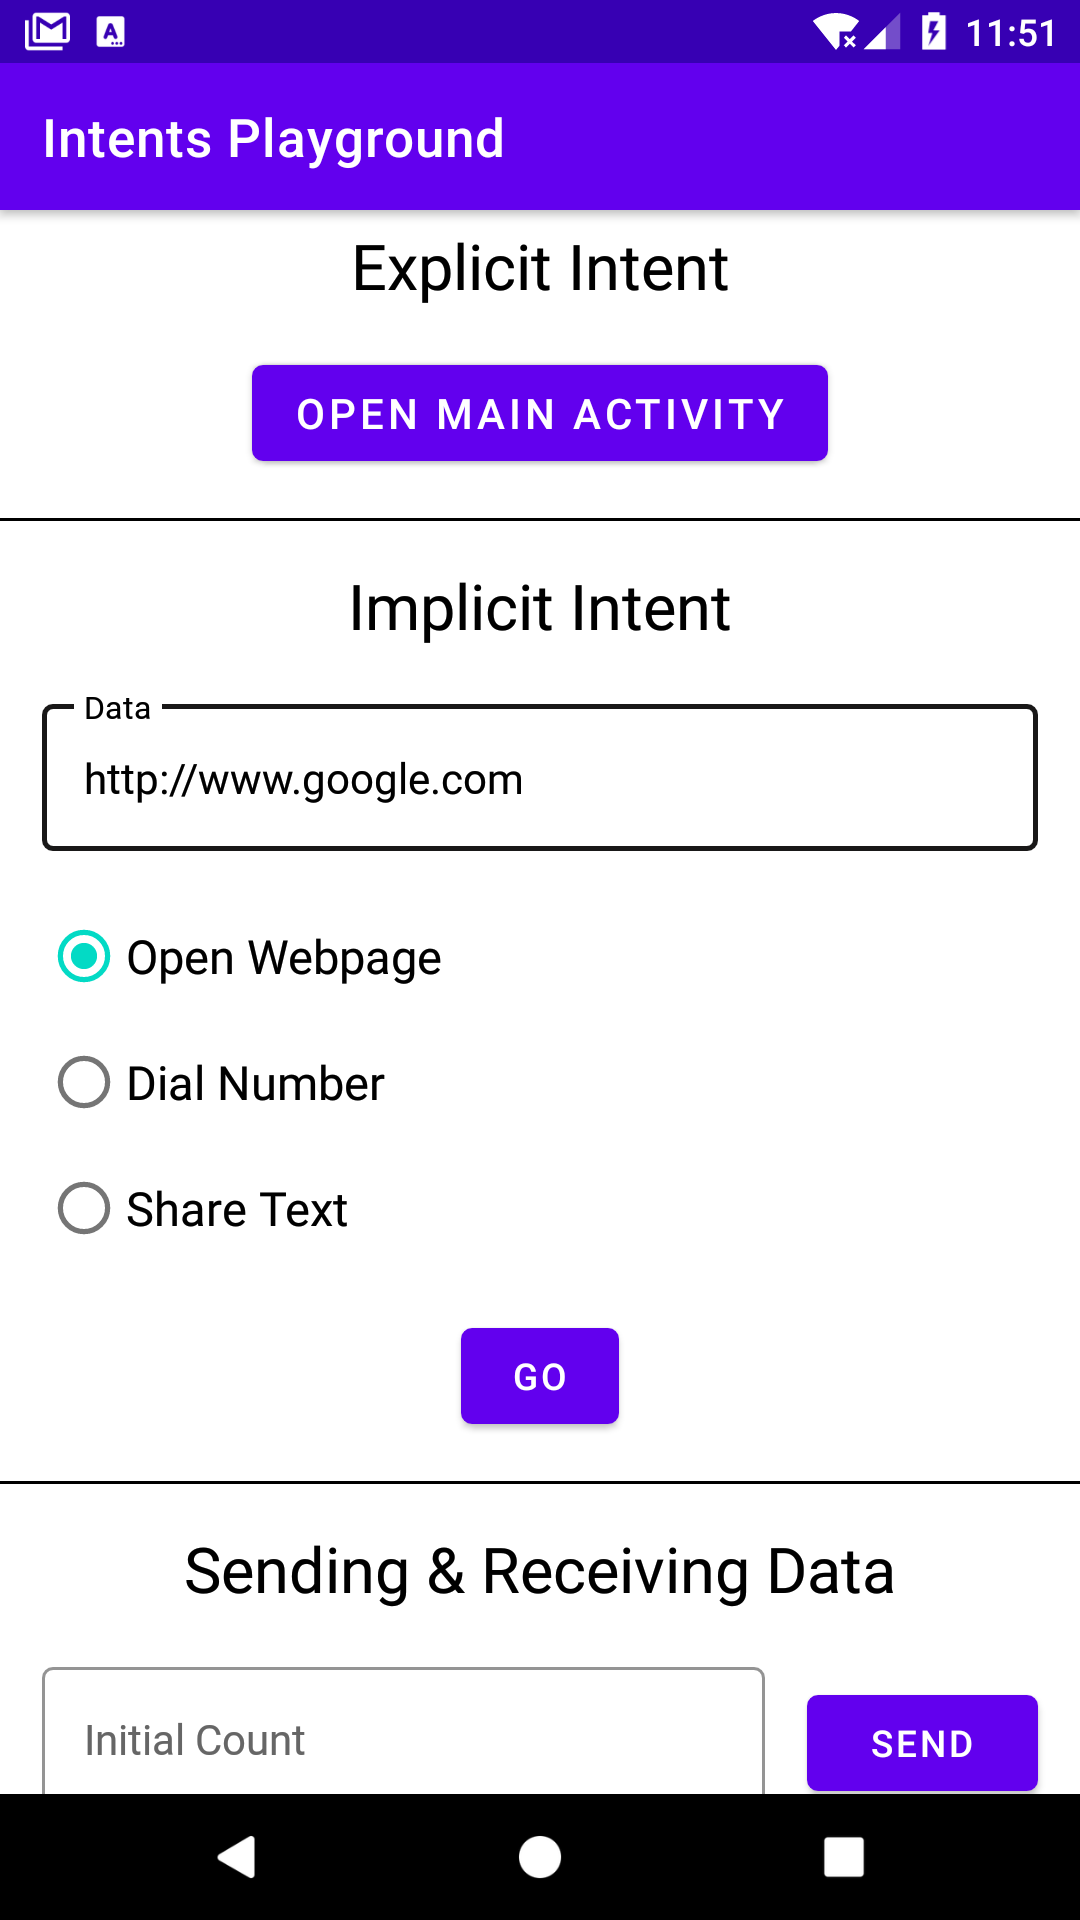 11:51
Intents Playground
Explicit Intent
OPEN MAIN ACTIVITY
Implicit Intent
Data
http://www.google.com
Open Webpage
Dial Number
Share Text
GO
Sending & Receiving Data
Initial Count
SEND